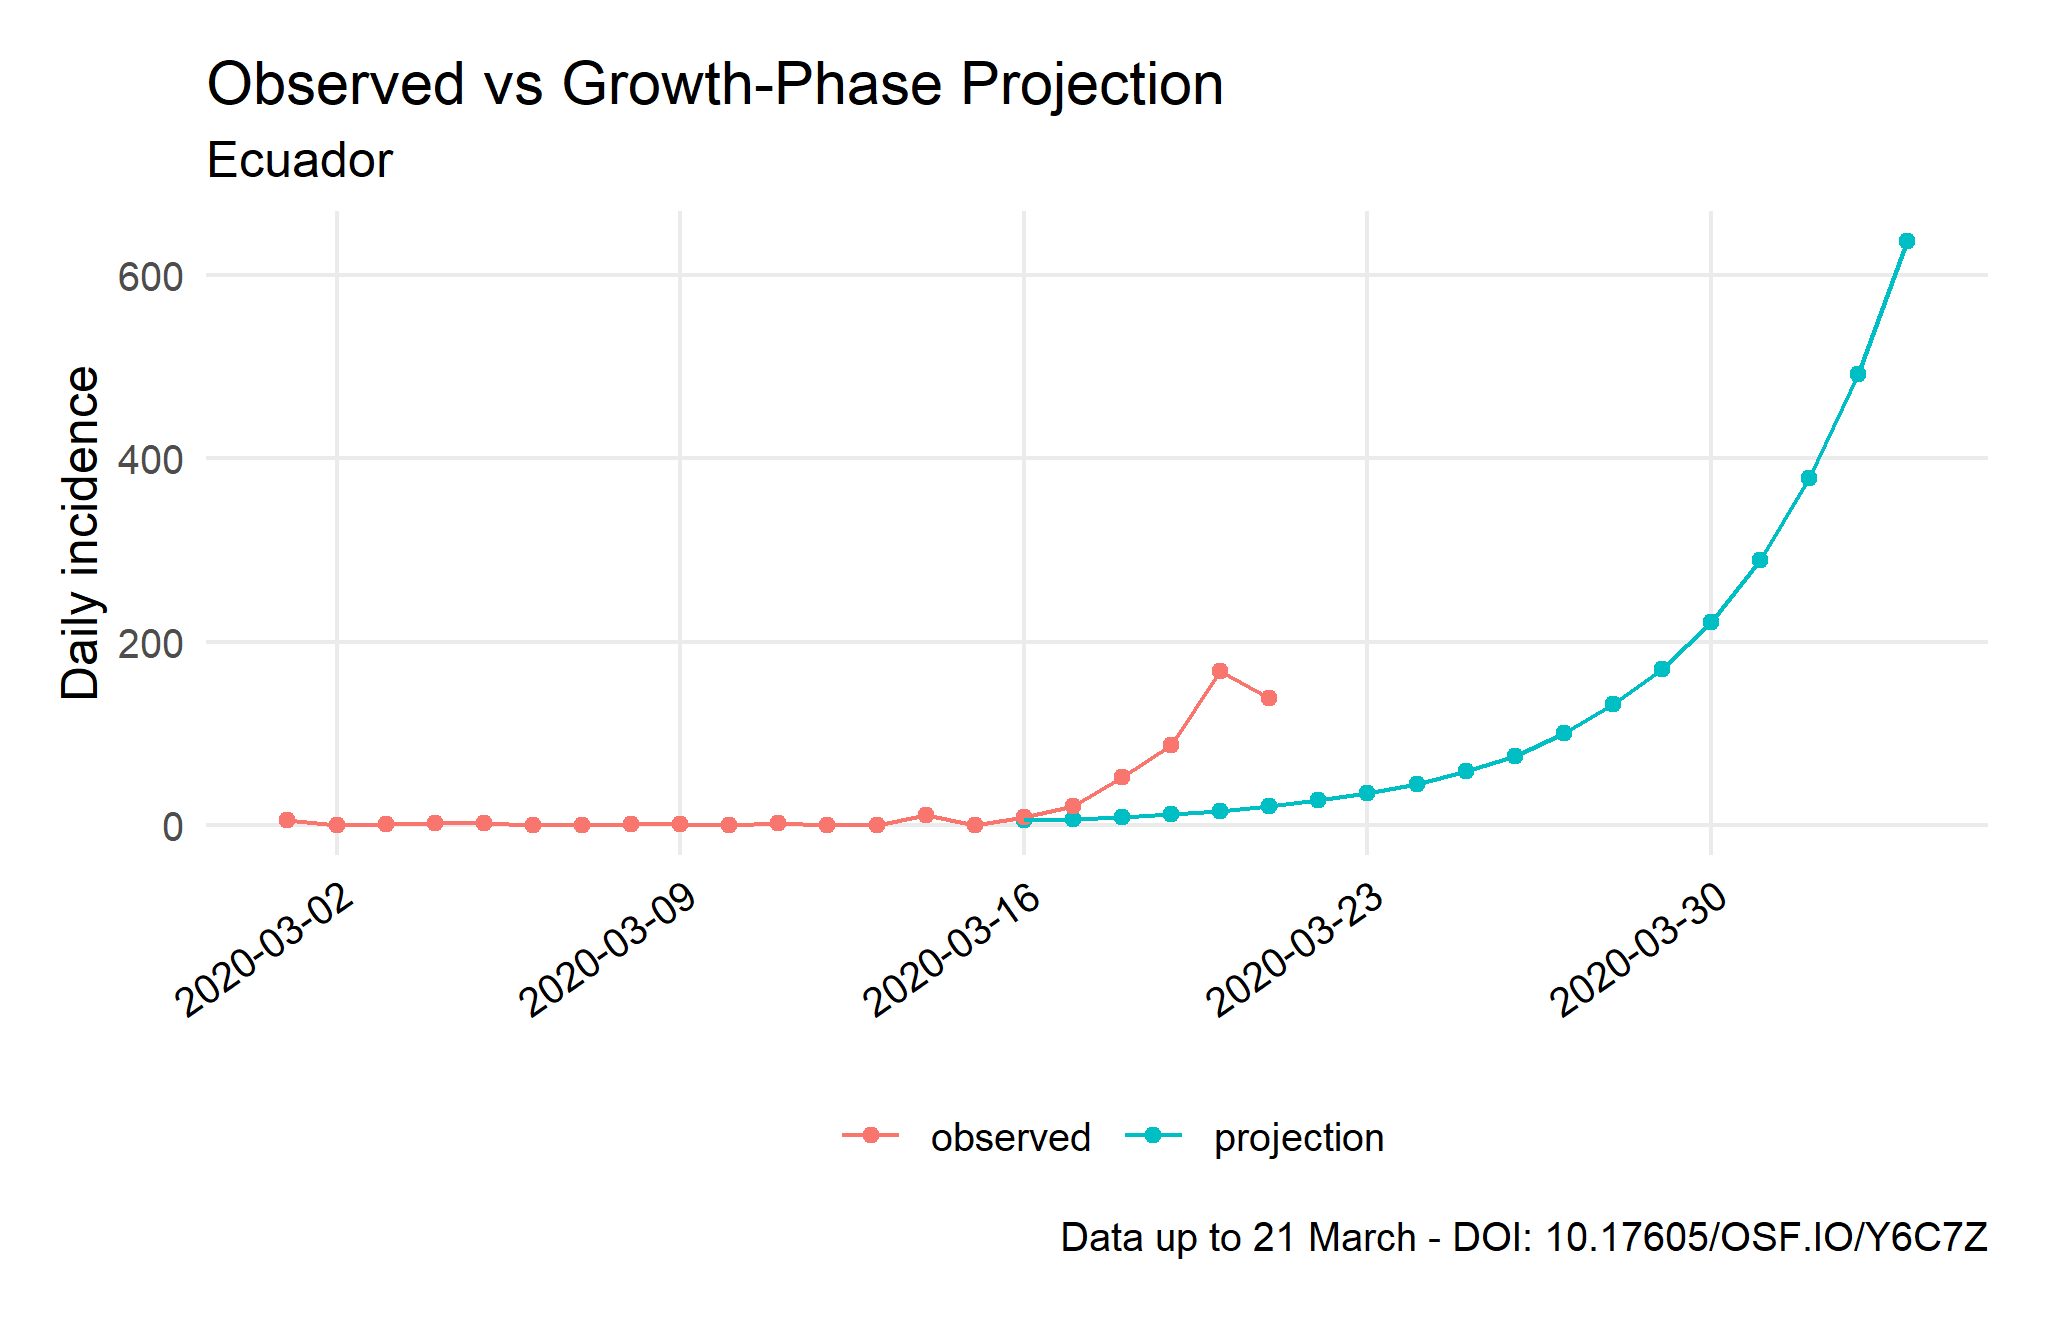 Observed vs Growth-Phase Projection
Ecuador
Daily incidence
600
400
200
0
2020-03-02
2020-03-09
2020-03-16
2020-03-23
2020-03-30
observed
projection
Data up to 21 March - DOI: 10.17605/OSF.IO/Y6C7Z